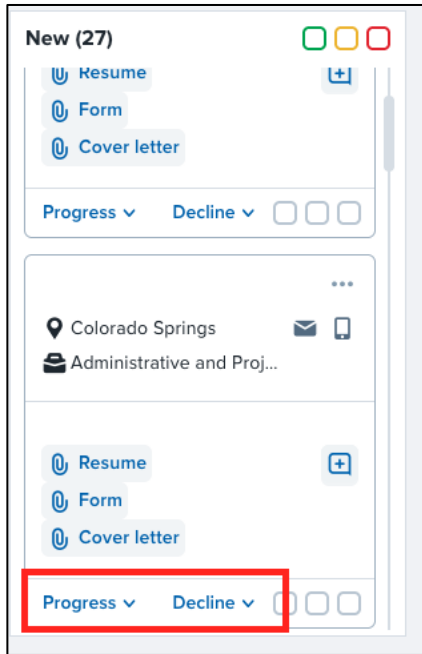 New (27)
Resume
Form
Cover letter
Progress Decline
Colorado Springs
Administrative and Proj...
Resume
Form
Cover letter
Progress Decline